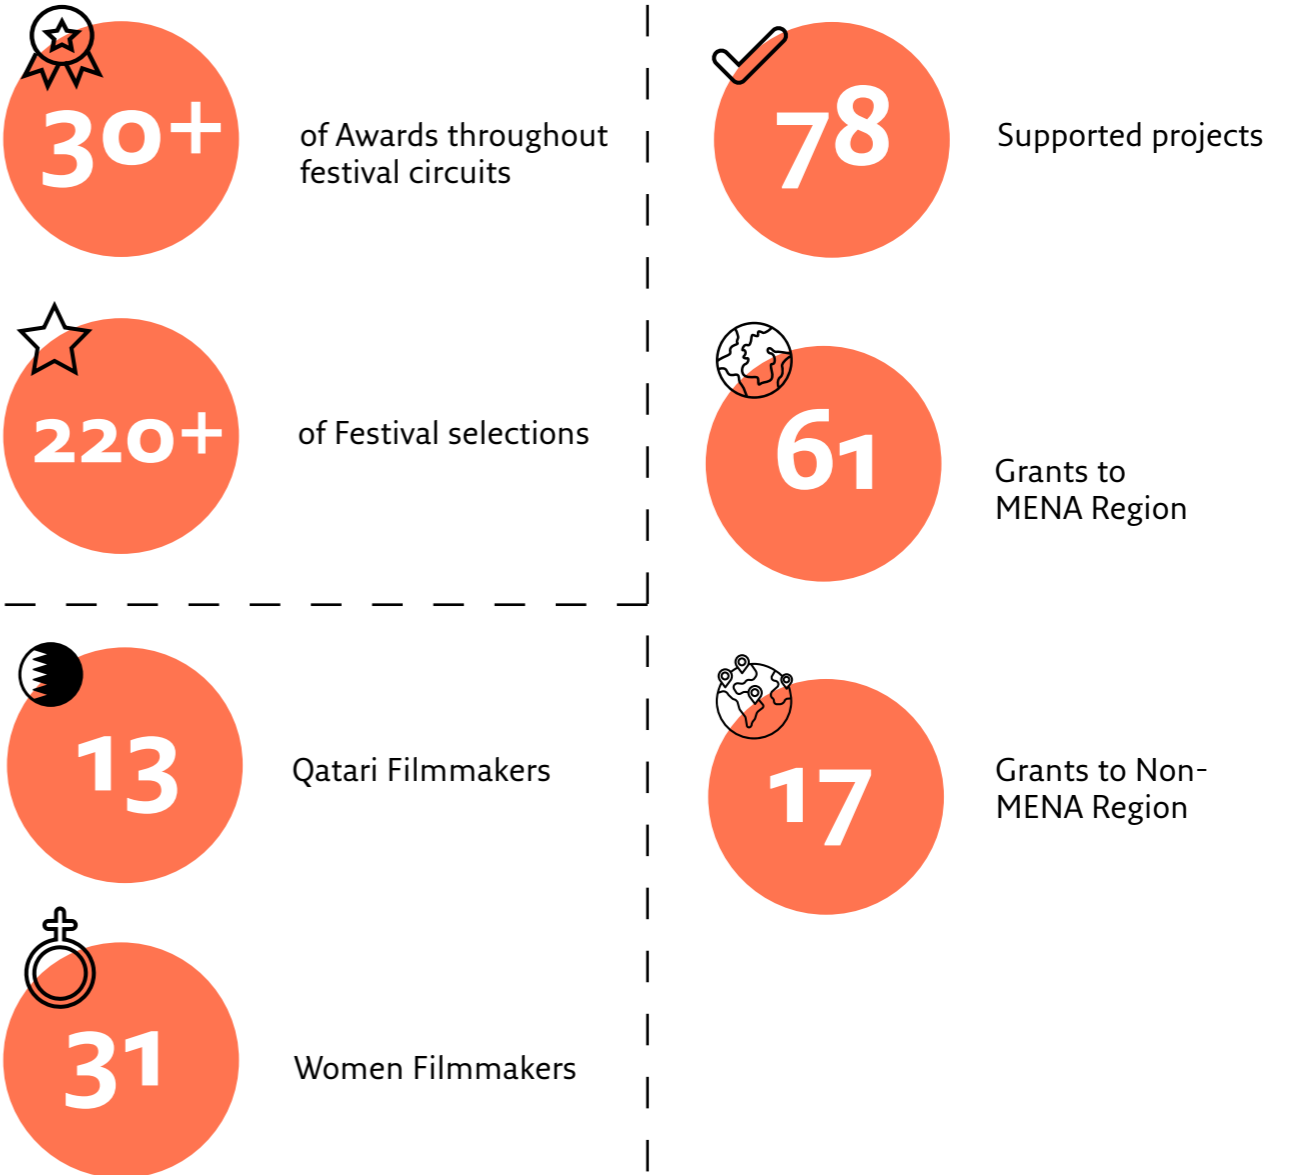 30+
of Awards throughout
festival circuits
220+
of Festival selections
13
Qatari Filmmakers
31
Women Filmmakers
78
Supported projects
61
Grants to
MENA Region
17
Grants to Non-
MENA Region